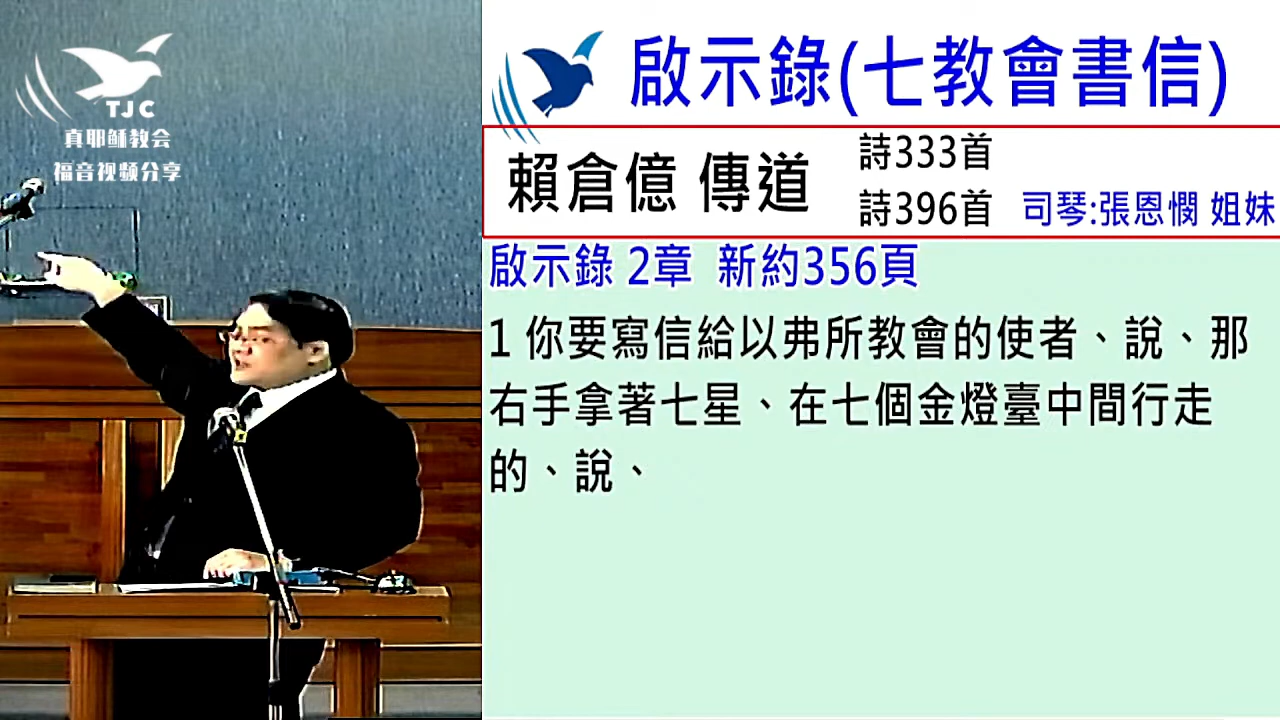 TJC
真耶穌教会
福音视频分享
啟示錄(七教會書信)
賴倉億 傳道
詩333首
詩396首 司琴:張恩憫 姐妹
啟示錄 2章 新約356頁
1 你要寫信給以弗所教會的使者、說、那
右手拿著七星、在七個金燈臺中間行走
的、說、